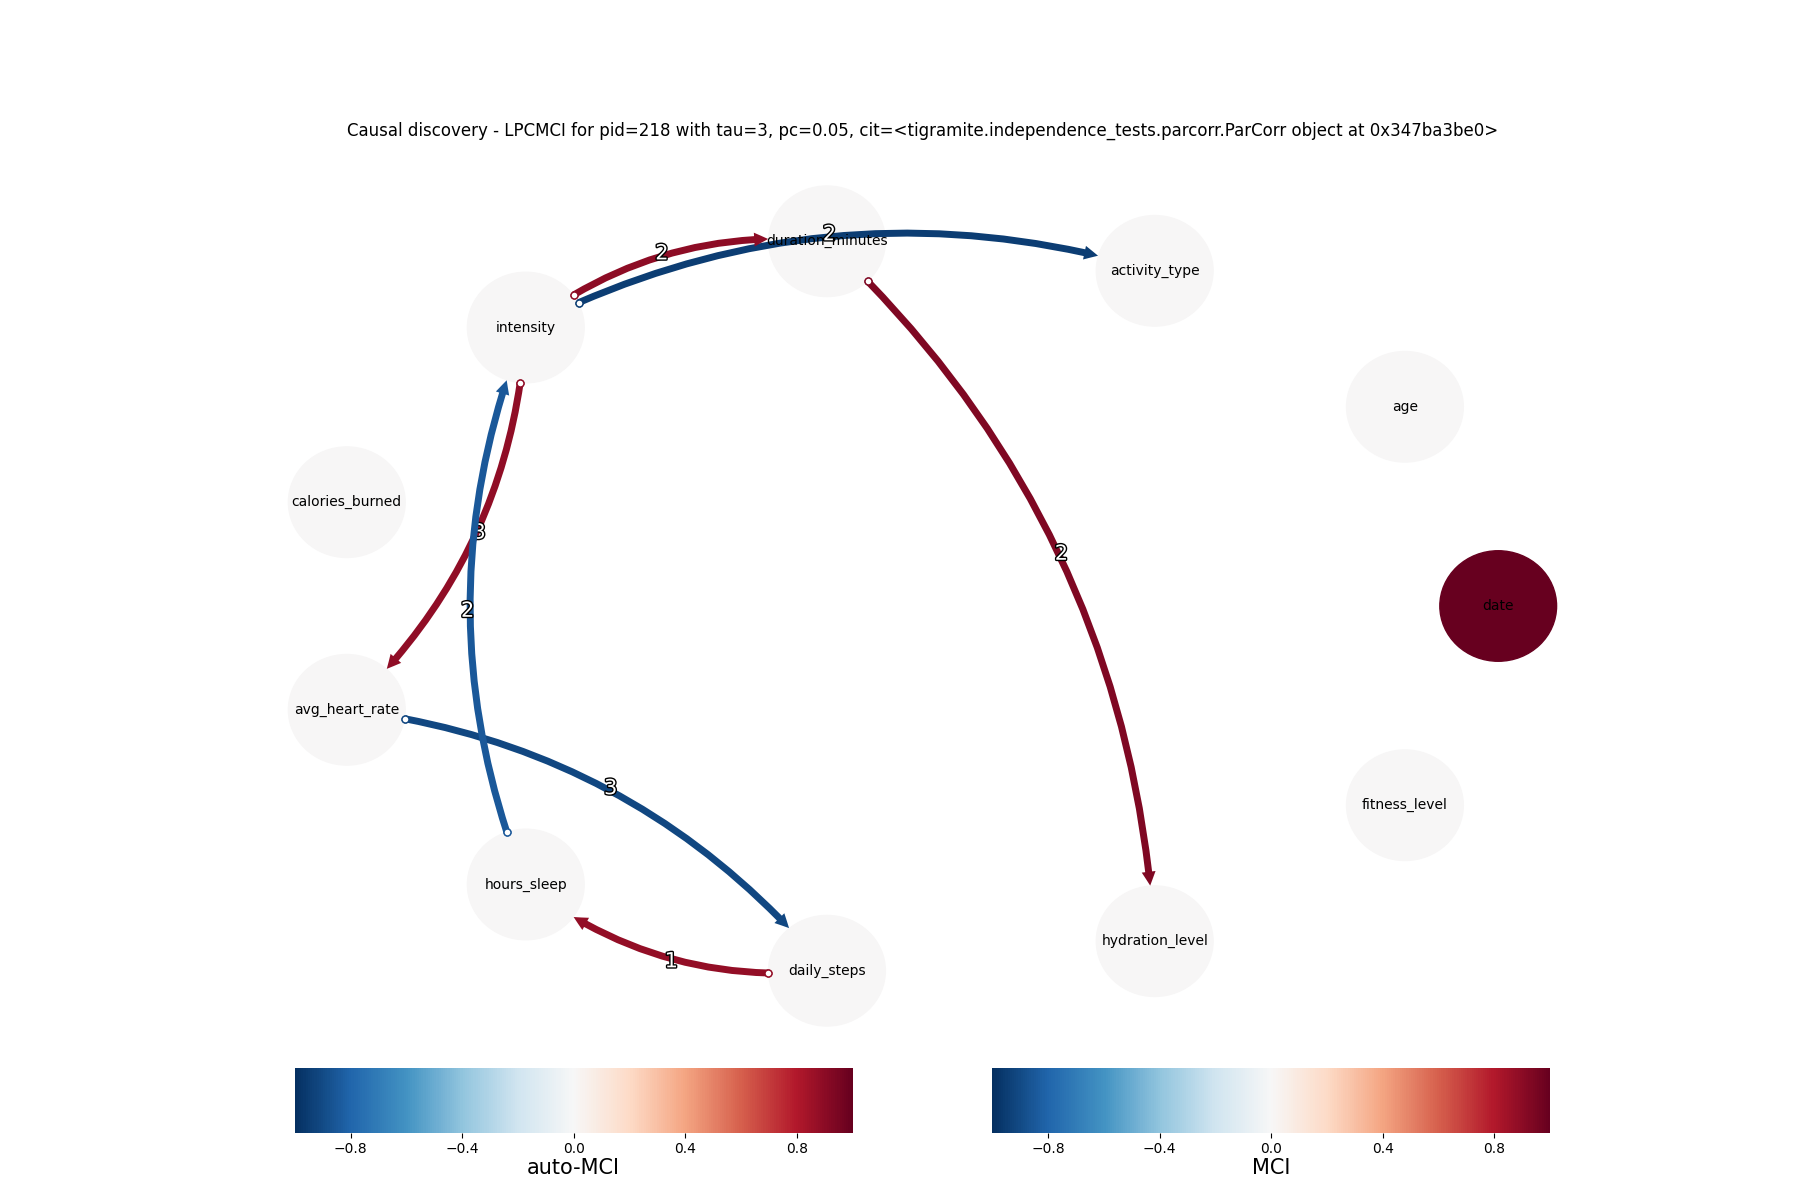 Causal discovery - LPCMCI for pid=218 with tau=3, pc=0.05, cit=<tigramite.independence_tests.parcorr.ParCorr object at 0x347ba3be0>
2
2
duration_minutes
activity_type
intensity
age
calories_burned
3
2
date
2
avg_heart_rate
3
fitness_level
hours_sleep
hydration_level
1
daily_steps
−0.8 −0.4 0.0 0.4 0.8
auto-MCI
−0.8 −0.4 0.0 0.4 0.8
MCI